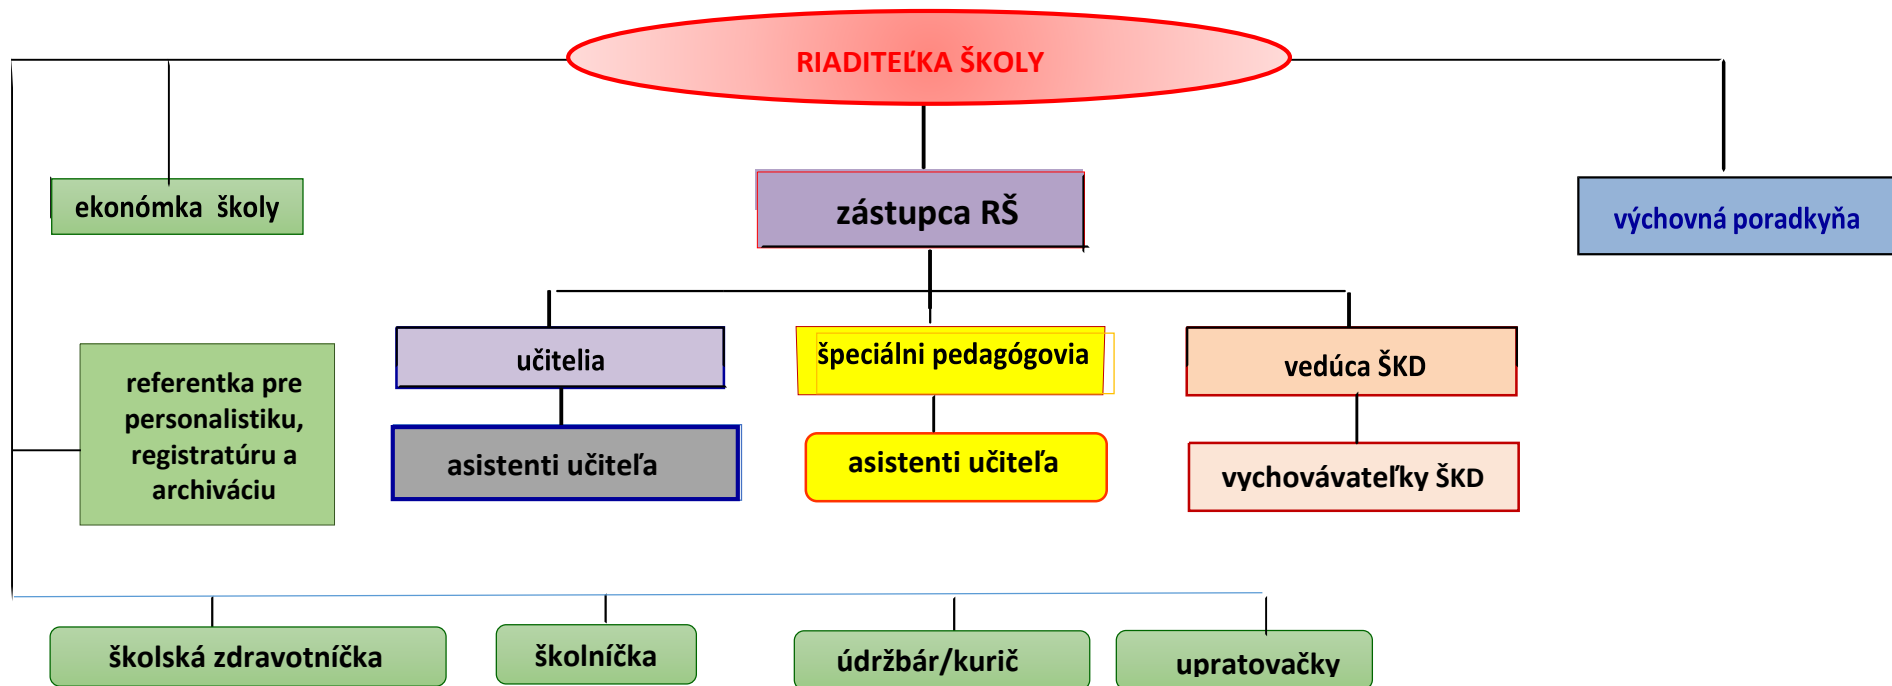 RIADITEĽKA ŠKOLY
ekonómka školy
zástupca RŠ
výchovná poradkyňa
učitelia
špeciálni pedagógovia
vedúca ŠKD
referentka pre
personalistiku,
registratúru a
archiváciu
asistenti učiteľa
asistenti učiteľa
vychovávateľky ŠKD
školská zdravotníčka
školníčka
údržbár/kurič
upratovačky